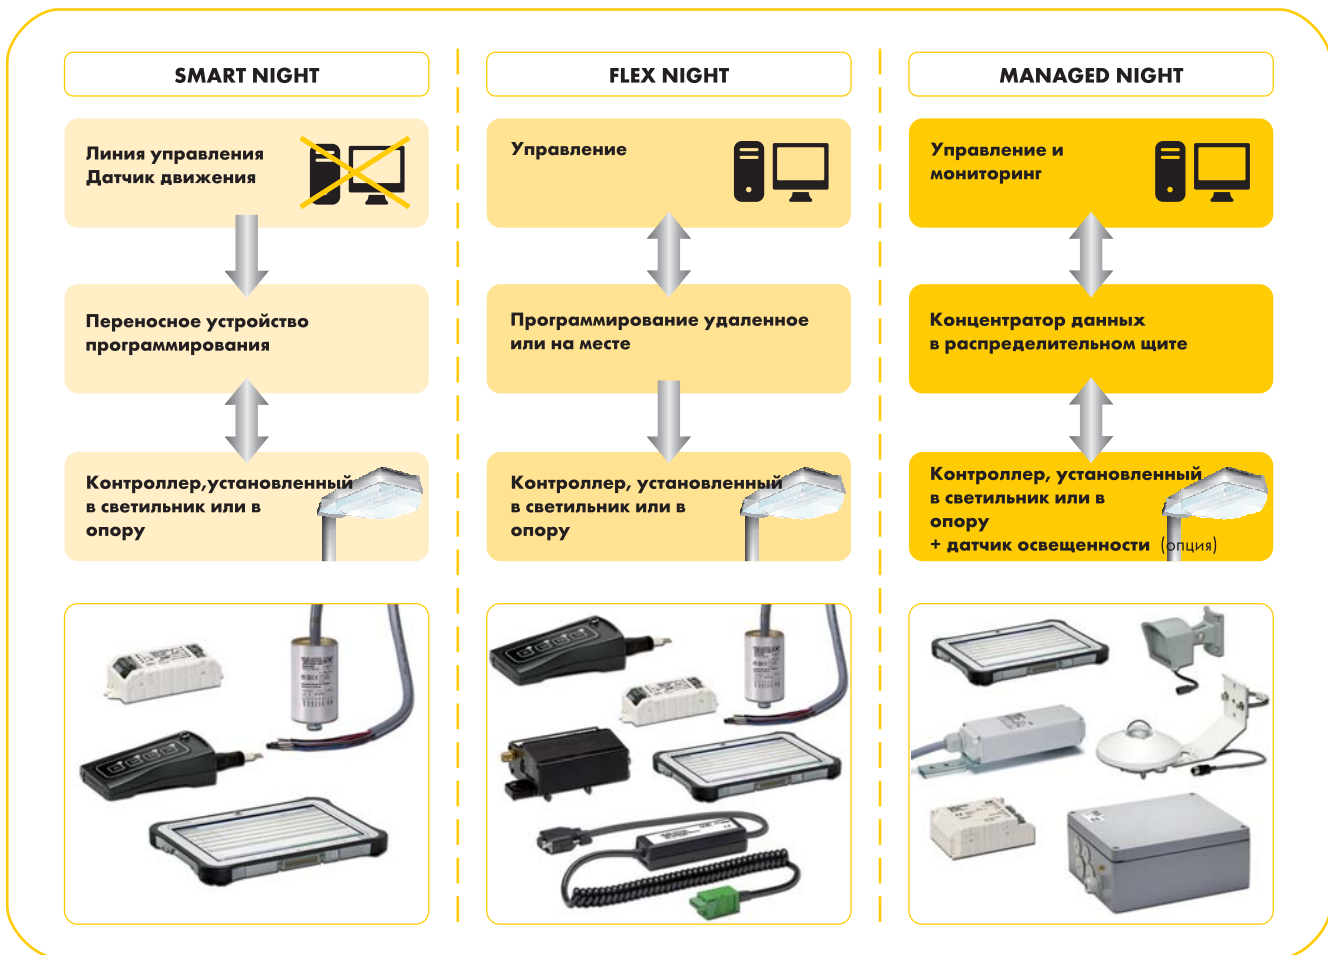 SMART NIGHT
Линия управления
Датчик движения
Переносное устройство
программирования
Контроллер,установленный
в светильник или в
опору
FLEX NIGHT
Управление
Программирование удаленное
или на месте
Контроллер, установленный
в светильник или в
опору
MANAGED NIGHT
Управление и
мониторинг
Концентратор данных
в распределительном щите
Контроллер, установленный
в светильник или в
опору
+ датчик освещенности (опция)